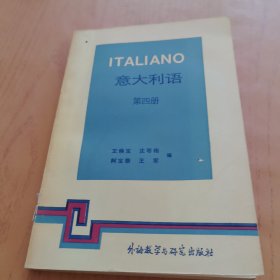 ITALIANO
意大利语
第四册
王焕宝 沈萼梅
柯宝泰 王军 编
外语教学与研究出版社